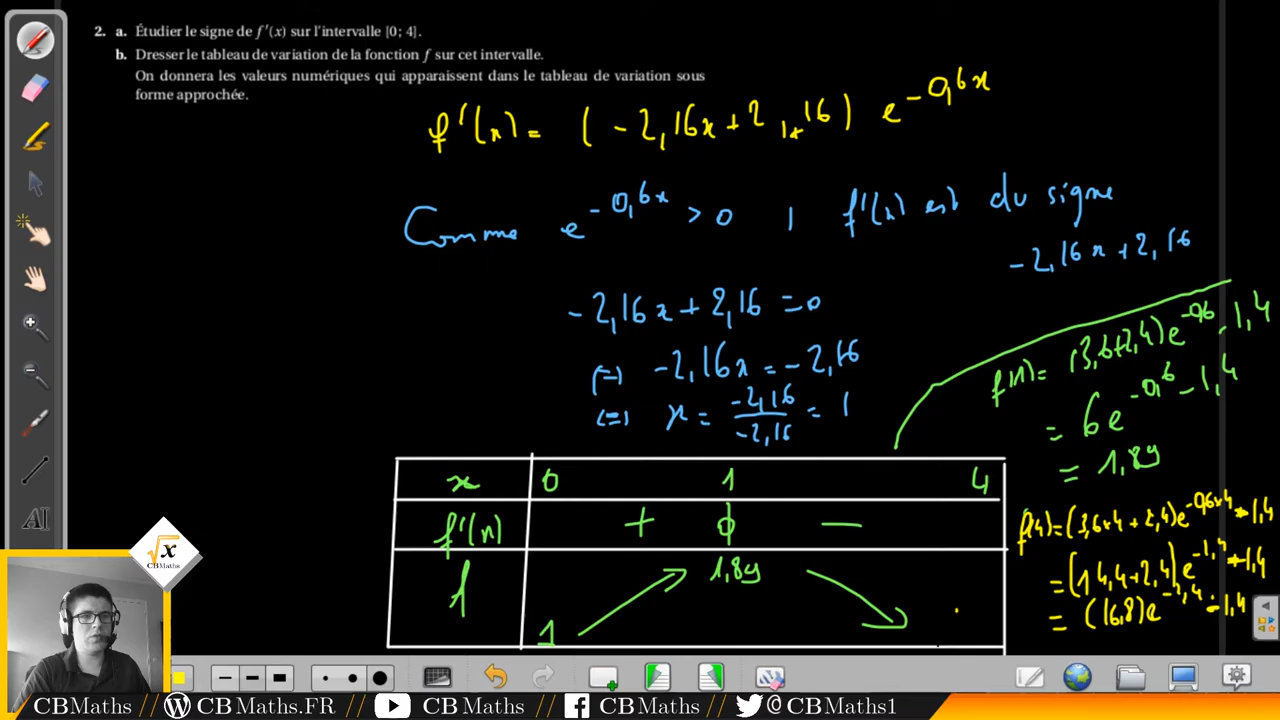 2. a. Étudier le signe de f′(x) sur l'intervalle [0; 4].
b. Dresser le tableau de variation de la fonction f sur cet intervalle.
On donnera les valeurs numériques qui apparaissent dans le tableau de variation sous
forme approchée.
f'(x) = (-2,16x+2,16) e^{-0,6x}
Comme e^{-0,6x} > 0, f'(x) est du signe
-2,16x+2,16
-2,16x+2,16 = 0
⇔ -2,16x = -2,16
⇔ x = \frac{-2,16}{-2,16} = 1
f(1) = (3,6+2,4)e^{-0,6} - 1,4
= 6e^{-0,6} - 1,4
= 1,89
x 0 1 4
f'(x) + 0 -
f 1 1,89
f(4)=(3,6×4+2,4)e^{-0,6×4}-1,4
=(14,4+2,4)e^{-1,4}-1,4
=(16,8)e^{-2,4}-1,4
√x
CBMaths
AI
CBMaths CBMaths.FR CBMaths CBMaths @CBMaths1